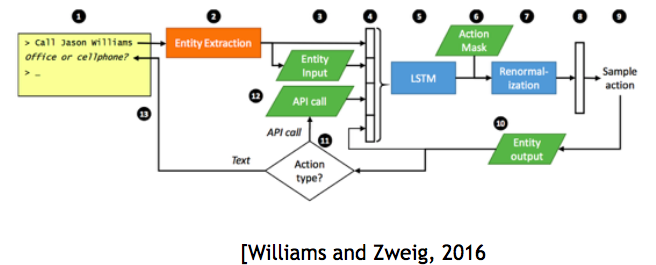 1
2
3
4
5
6
7
8
9
> Call Jason Williams
Office or cellphone?
> _
Entity Extraction
Entity
Input
LSTM
Action
Mask
Renormal-
ization
Sample
action
12
API call
13
API call
11
10
Entity
output
Text
Action
type?
[Williams and Zweig, 2016